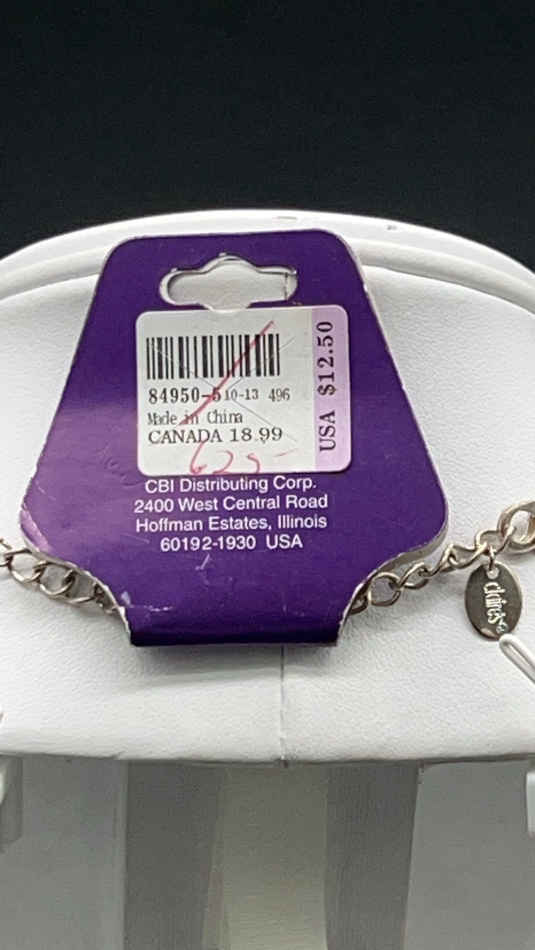 84950-5 10-13 496
Made in China
CANADA 18.99
USA $12.50
625-
CBI Distributing Corp.
2400 West Central Road
Hoffman Estates, Illinois
60192-1930 USA
claire's